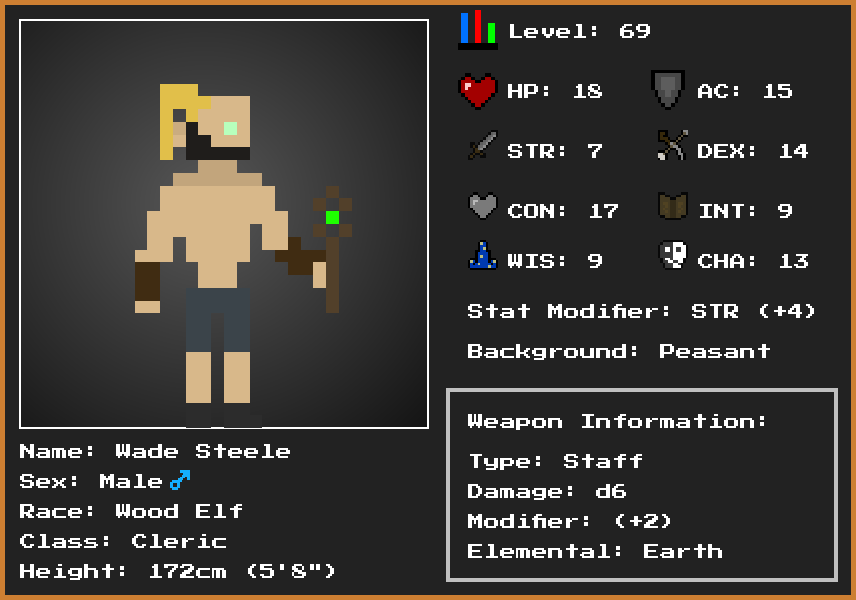 Level: 69
HP: 18 AC: 15
STR: 7 DEX: 14
CON: 17 INT: 9
WIS: 9 CHA: 13
Stat Modifier: STR (+4)
Background: Peasant
Weapon Information:
Type: Staff
Damage: d6
Modifier: (+2)
Elemental: Earth
Name: Wade Steele
Sex: Male♂
Race: Wood Elf
Class: Cleric
Height: 172cm (5'8")